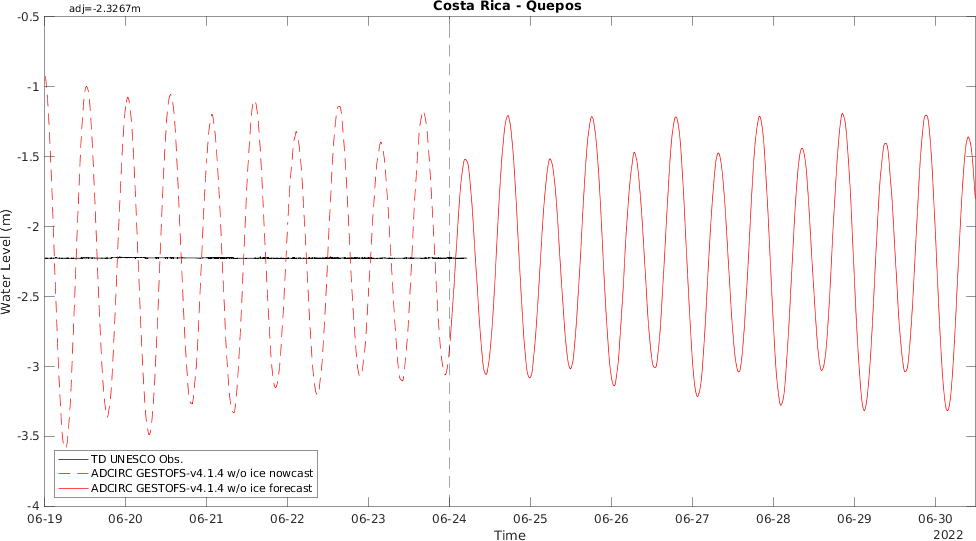 Costa Rica - Quepos
adj=-2.3267m
-0.5
-1
-1.5
-2
-2.5
-3
-3.5
-4
Water Level (m)
TD UNESCO Obs.
ADCIRC GESTOFS-v4.1.4 w/o ice nowcast
ADCIRC GESTOFS-v4.1.4 w/o ice forecast
06-19 06-20 06-21 06-22 06-23 06-24 06-25 06-26 06-27 06-28 06-29 06-30
Time
2022